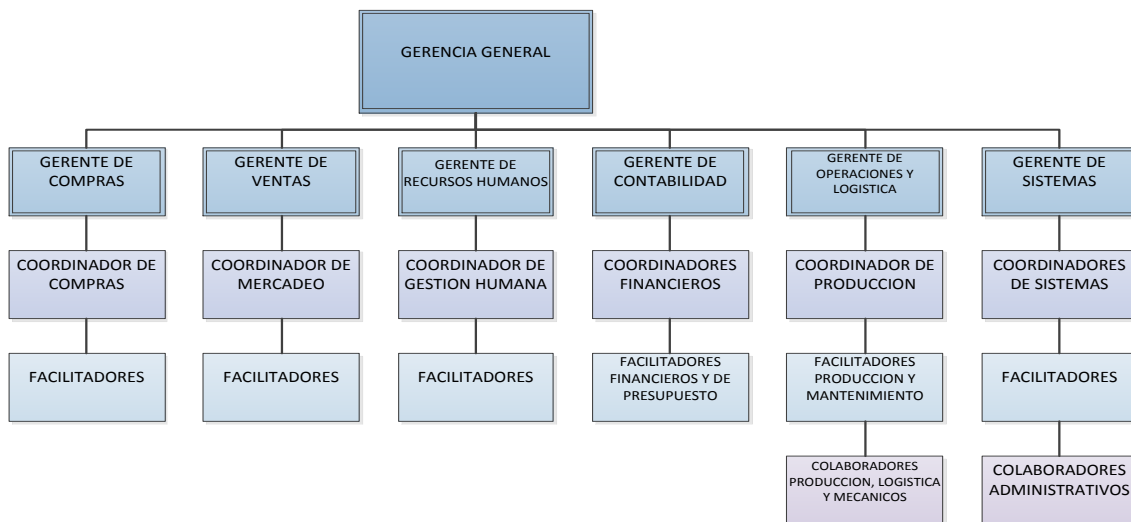 GERENCIA GENERAL
GERENTE DE
COMPRAS
GERENTE DE
VENTAS
GERENTE DE
RECURSOS HUMANOS
GERENTE DE
CONTABILIDAD
GERENTE DE
OPERACIONES Y
LOGISTICA
GERENTE DE
SISTEMAS
COORDINADOR DE
COMPRAS
COORDINADOR DE
MERCADEO
COORDINADOR DE
GESTION HUMANA
COORDINADORES
FINANCIEROS
COORDINADOR DE
PRODUCCION
COORDINADORES
DE SISTEMAS
FACILITADORES
FACILITADORES
FACILITADORES
FACILITADORES
FINANCIEROS Y DE
PRESUPUESTO
FACILITADORES
PRODUCCION Y
MANTENIMIENTO
FACILITADORES
COLABORADORES
PRODUCCION, LOGISTICA
Y MECANICOS
COLABORADORES
ADMINISTRATIVOS